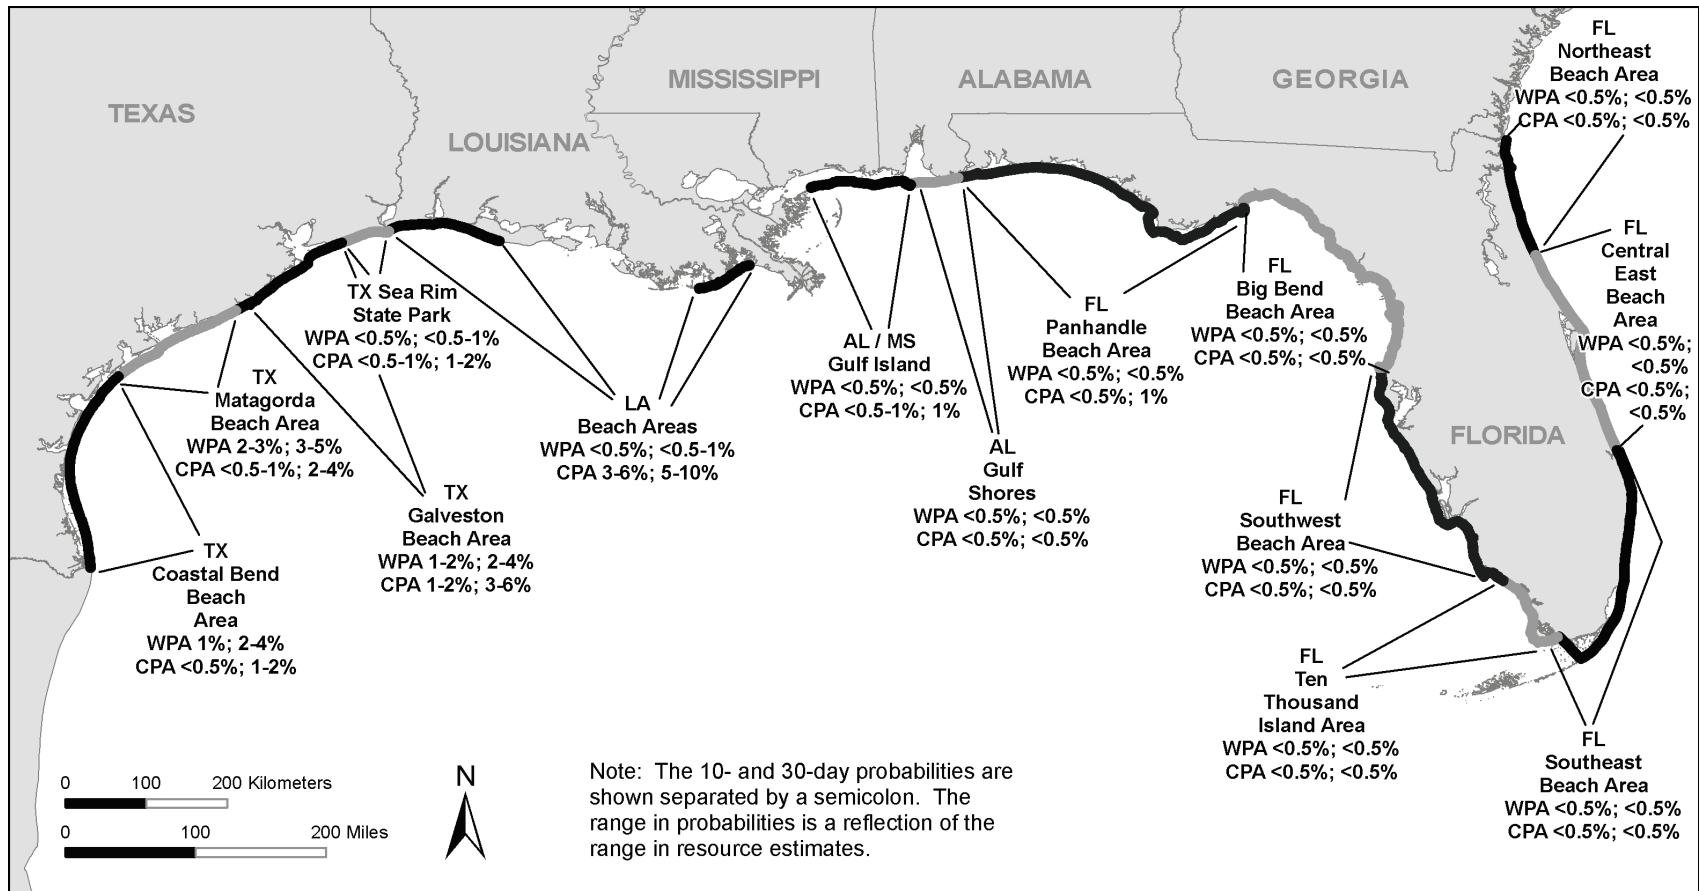 TEXAS
LOUISIANA
MISSISSIPPI
ALABAMA
GEORGIA
FLORIDA
FL
Northeast
Beach Area
WPA <0.5%; <0.5%
CPA <0.5%; <0.5%
FL
Central
East
Beach
Area
WPA <0.5%;
<0.5%
CPA <0.5%;
<0.5%
TX Sea Rim
State Park
WPA <0.5%; <0.5-1%
CPA <0.5-1%; 1-2%
TX
Matagorda
Beach Area
WPA 2-3%; 3-5%
CPA <0.5-1%; 2-4%
TX
Galveston
Beach Area
WPA 1-2%; 2-4%
CPA 1-2%; 3-6%
TX
Coastal Bend
Beach
Area
WPA 1%; 2-4%
CPA <0.5%; 1-2%
LA
Beach Areas
WPA <0.5%; <0.5-1%
CPA 3-6%; 5-10%
AL / MS
Gulf Island
WPA <0.5%; <0.5%
CPA <0.5-1%; 1%
AL
Gulf
Shores
WPA <0.5%; <0.5%
CPA <0.5%; <0.5%
FL
Panhandle
Beach Area
WPA <0.5%; <0.5%
CPA <0.5%; 1%
FL
Big Bend
Beach Area
WPA <0.5%; <0.5%
CPA <0.5%; <0.5%
FL
Southwest
Beach Area
WPA <0.5%; <0.5%
CPA <0.5%; <0.5%
FL
Ten
Thousand
Island Area
WPA <0.5%; <0.5%
CPA <0.5%; <0.5%
FL
Southeast
Beach Area
WPA <0.5%; <0.5%
CPA <0.5%; <0.5%
0 100 200 Kilometers
0 100 200 Miles
N
Note: The 10- and 30-day probabilities are
shown separated by a semicolon. The
range in probabilities is a reflection of the
range in resource estimates.